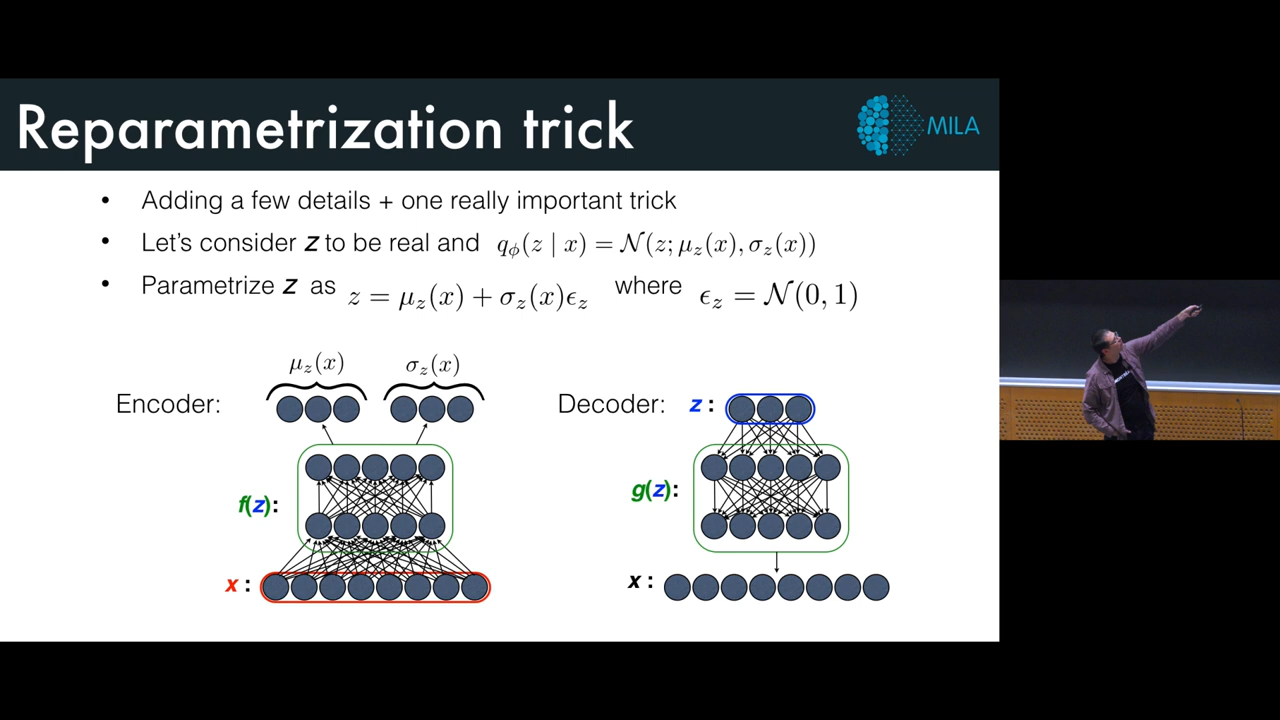 Reparametrization trick
MILA
• Adding a few details + one really important trick
• Let's consider z to be real and q_ϕ(z | x) = N(z; μ_z(x), σ_z(x))
• Parametrize z as z = μ_z(x) + σ_z(x)ϵ_z where ϵ_z = N(0, 1)
μ_z(x) σ_z(x)
Encoder:
f(z):
x :
Decoder: z :
g(z):
x :